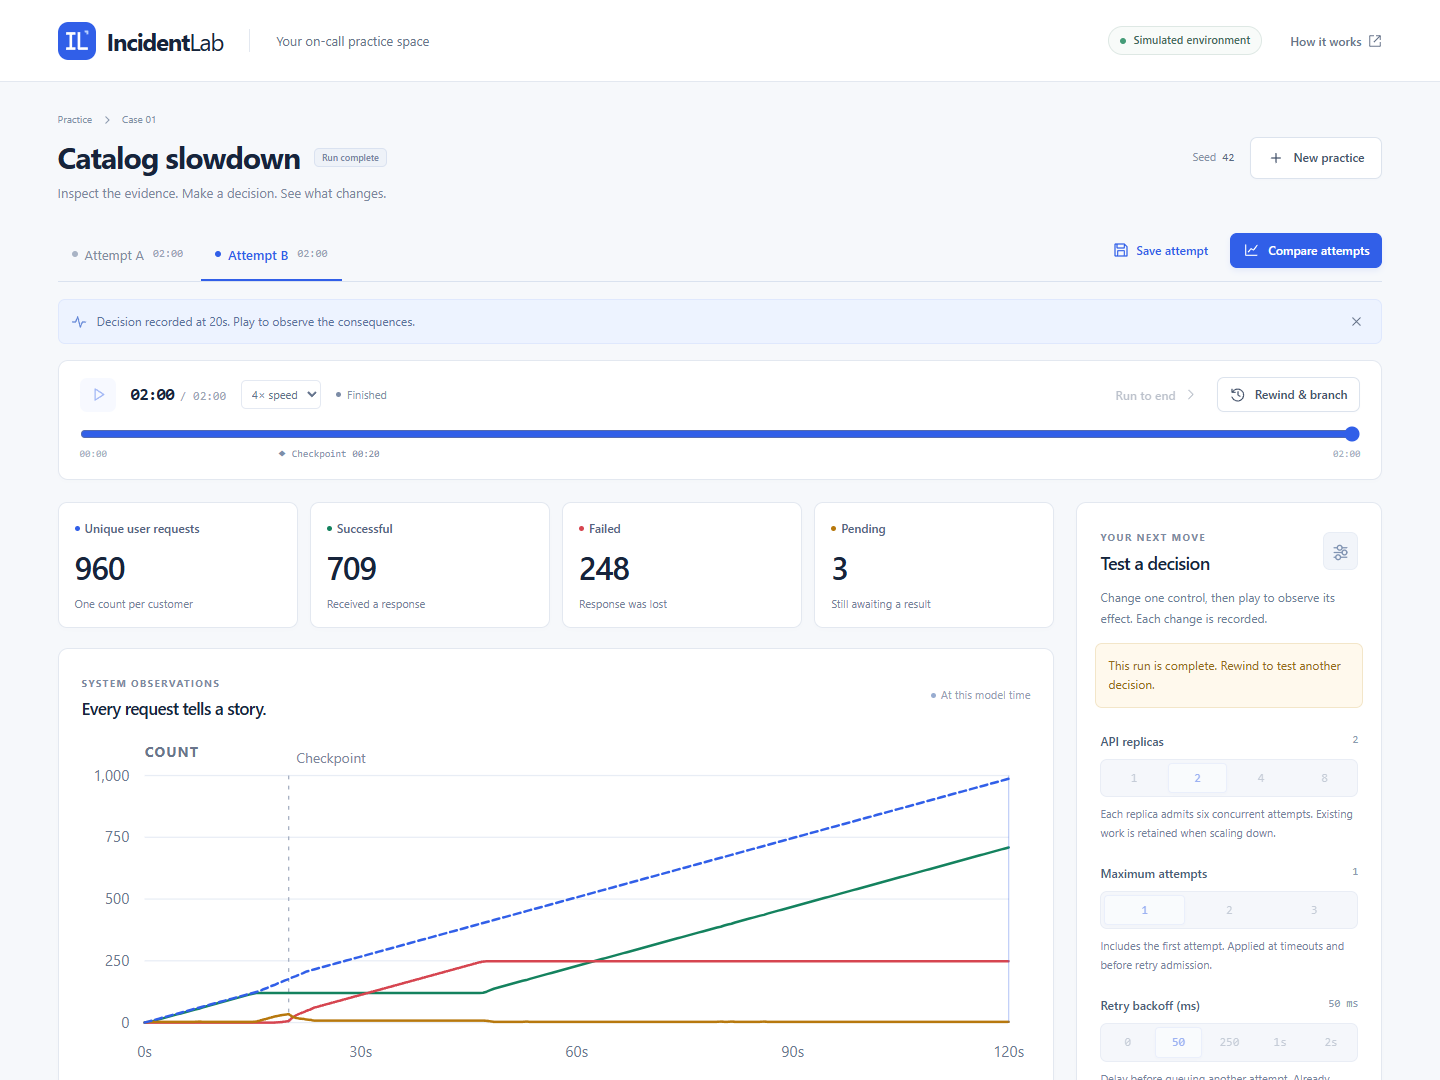 IL IncidentLab
Your on-call practice space
Simulated environment
How it works
Practice > Case 01
Catalog slowdown
Run complete
Seed 42
+ New practice
Inspect the evidence. Make a decision. See what changes.
Attempt A 02:00
Attempt B 02:00
Save attempt
Compare attempts
Decision recorded at 20s. Play to observe the consequences.
02:00 / 02:00
4× speed
Finished
Run to end
Rewind & branch
00:00
Checkpoint 00:20
02:00
Unique user requests
960
One count per customer
Successful
709
Received a response
Failed
248
Response was lost
Pending
3
Still awaiting a result
SYSTEM OBSERVATIONS
Every request tells a story.
At this model time
COUNT
Checkpoint
1,000
750
500
250
0
0s
30s
60s
90s
120s
YOUR NEXT MOVE
Test a decision
Change one control, then play to observe its
effect. Each change is recorded.
This run is complete. Rewind to test another
decision.
API replicas 2
1 2 4 8
Each replica admits six concurrent attempts. Existing
work is retained when scaling down.
Maximum attempts 1
1 2 3
Includes the first attempt. Applied at timeouts and
before retry admission.
Retry backoff (ms) 50 ms
0 50 250 1s 2s
Delay before queuing another attempt. Already